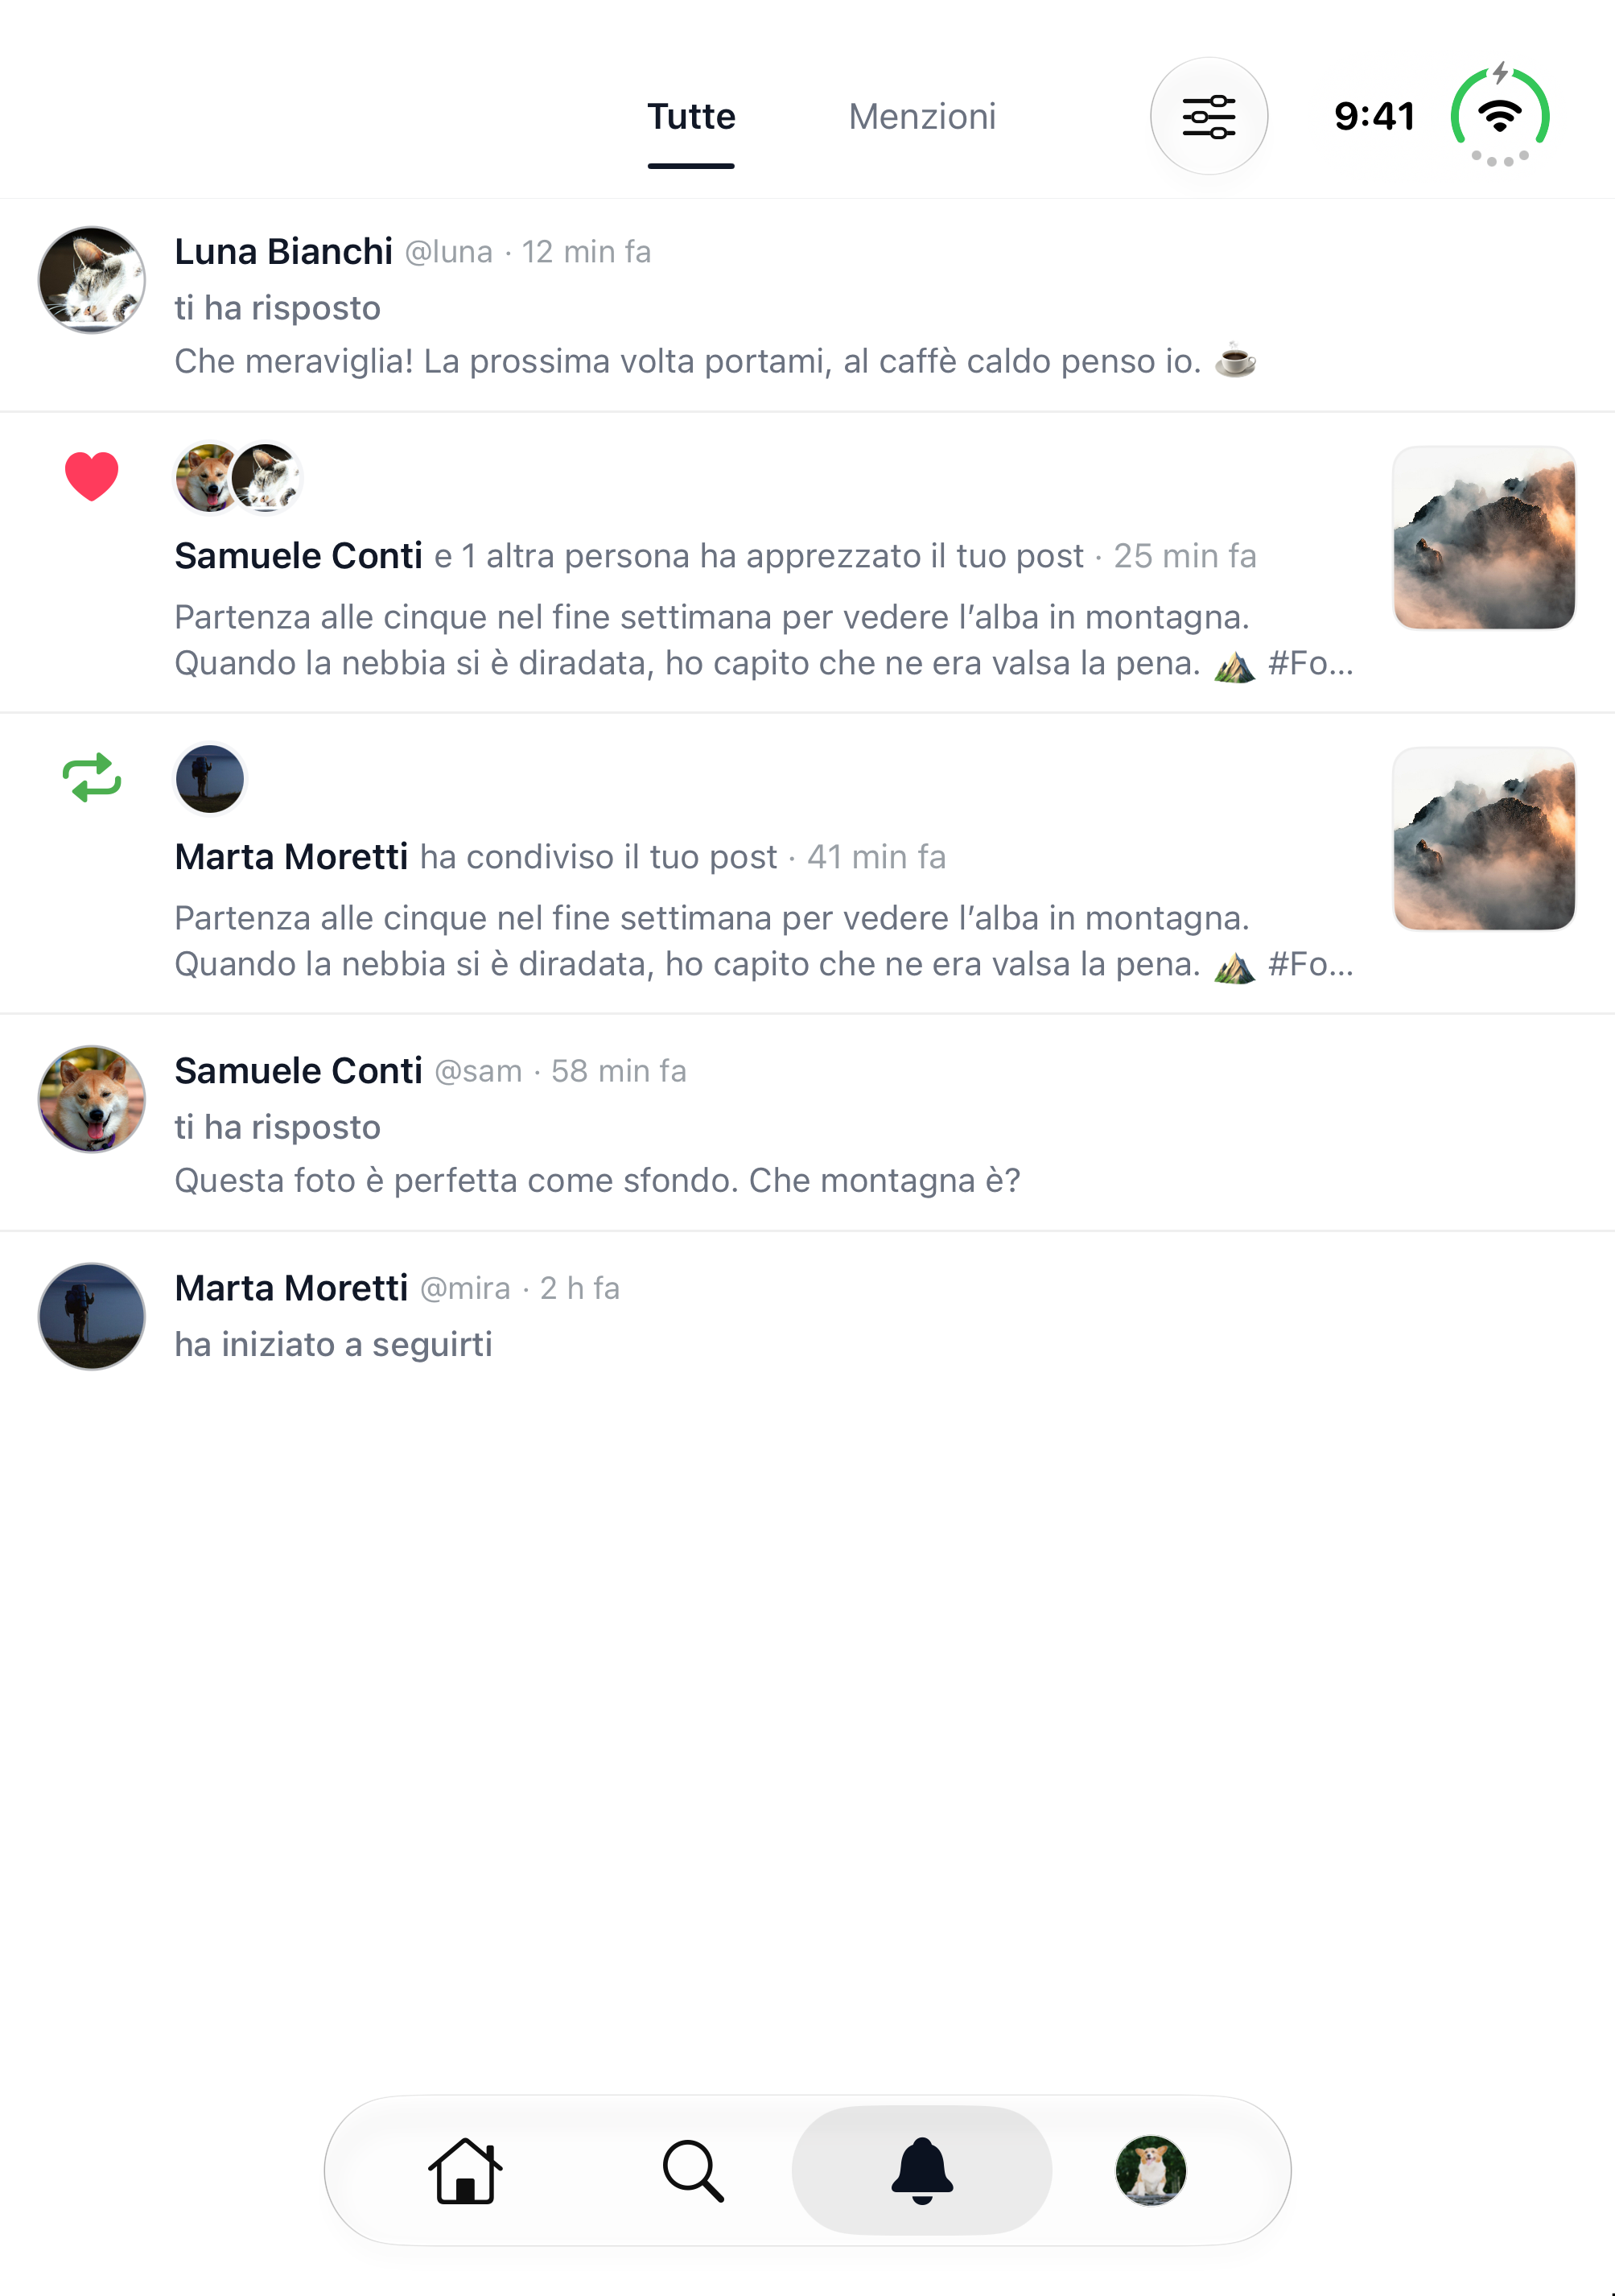 Tutte Menzioni 9:41
Luna Bianchi @luna · 12 min fa
ti ha risposto
Che meraviglia! La prossima volta portami, al caffè caldo penso io. ☕
Samuele Conti e 1 altra persona ha apprezzato il tuo post · 25 min fa
Partenza alle cinque nel fine settimana per vedere l’alba in montagna.
Quando la nebbia si è diradata, ho capito che ne era valsa la pena. ⛰️ #Fo...
Marta Moretti ha condiviso il tuo post · 41 min fa
Partenza alle cinque nel fine settimana per vedere l’alba in montagna.
Quando la nebbia si è diradata, ho capito che ne era valsa la pena. ⛰️ #Fo...
Samuele Conti @sam · 58 min fa
ti ha risposto
Questa foto è perfetta come sfondo. Che montagna è?
Marta Moretti @mira · 2 h fa
ha iniziato a seguirti